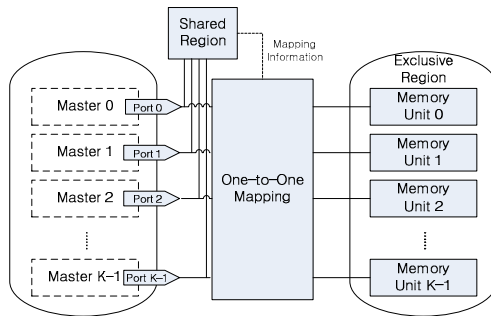 Shared
Region
Mapping
Information
Exclusive
Region
Master 0
Port 0
Memory
Unit 0
Master 1
Port 1
Memory
Unit 1
Master 2
Port 2
One-to-One
Mapping
Memory
Unit 2
Master K-1
Port K-1
Memory
Unit K-1